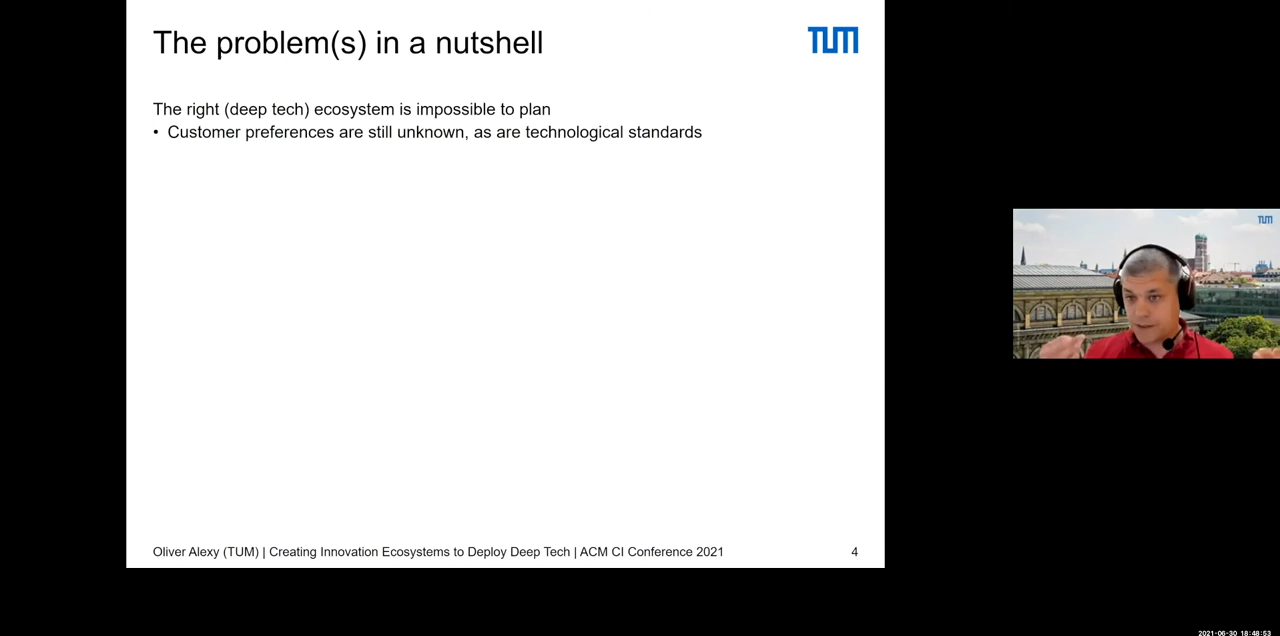 The problem(s) in a nutshell
TUM
The right (deep tech) ecosystem is impossible to plan
• Customer preferences are still unknown, as are technological standards
TUM
Oliver Alexy (TUM) | Creating Innovation Ecosystems to Deploy Deep Tech | ACM CI Conference 2021
4
2021-06-30 18:48:53